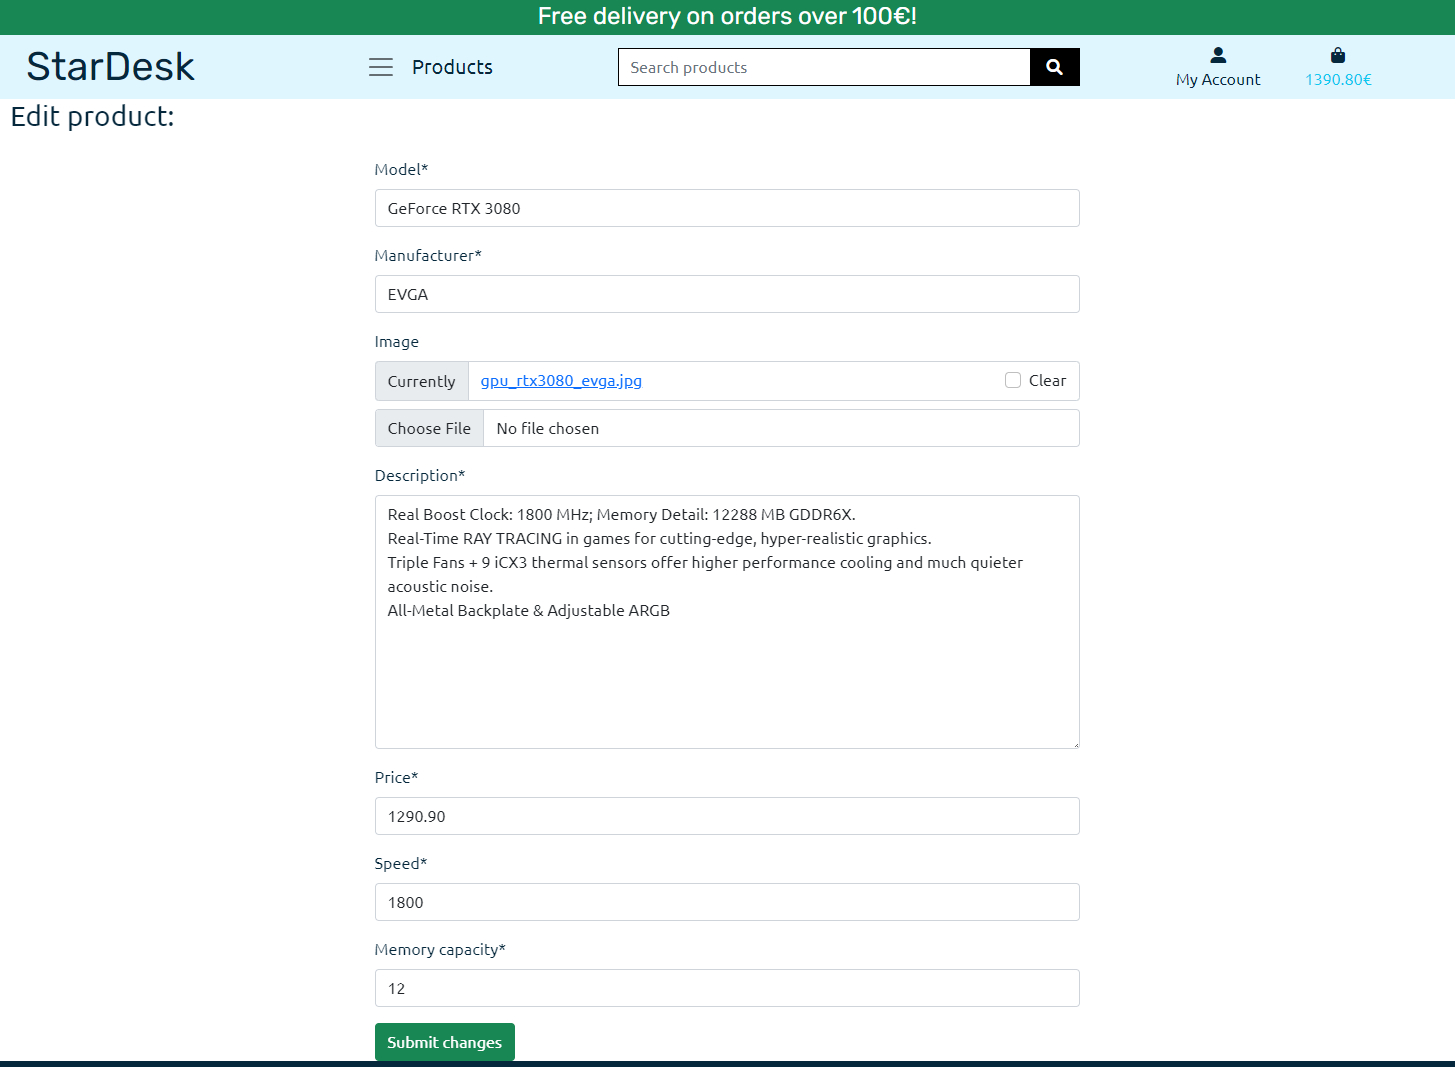 Free delivery on orders over 100€!
StarDesk
Products
Search products
My Account
1390.80€
Edit product:
Model*
GeForce RTX 3080
Manufacturer*
EVGA
Image
Currently
gpu_rtx3080_evga.jpg
Clear
Choose File
No file chosen
Description*
Real Boost Clock: 1800 MHz; Memory Detail: 12288 MB GDDR6X.
Real-Time RAY TRACING in games for cutting-edge, hyper-realistic graphics.
Triple Fans + 9 iCX3 thermal sensors offer higher performance cooling and much quieter
acoustic noise.
All-Metal Backplate & Adjustable ARGB
Price*
1290.90
Speed*
1800
Memory capacity*
12
Submit changes